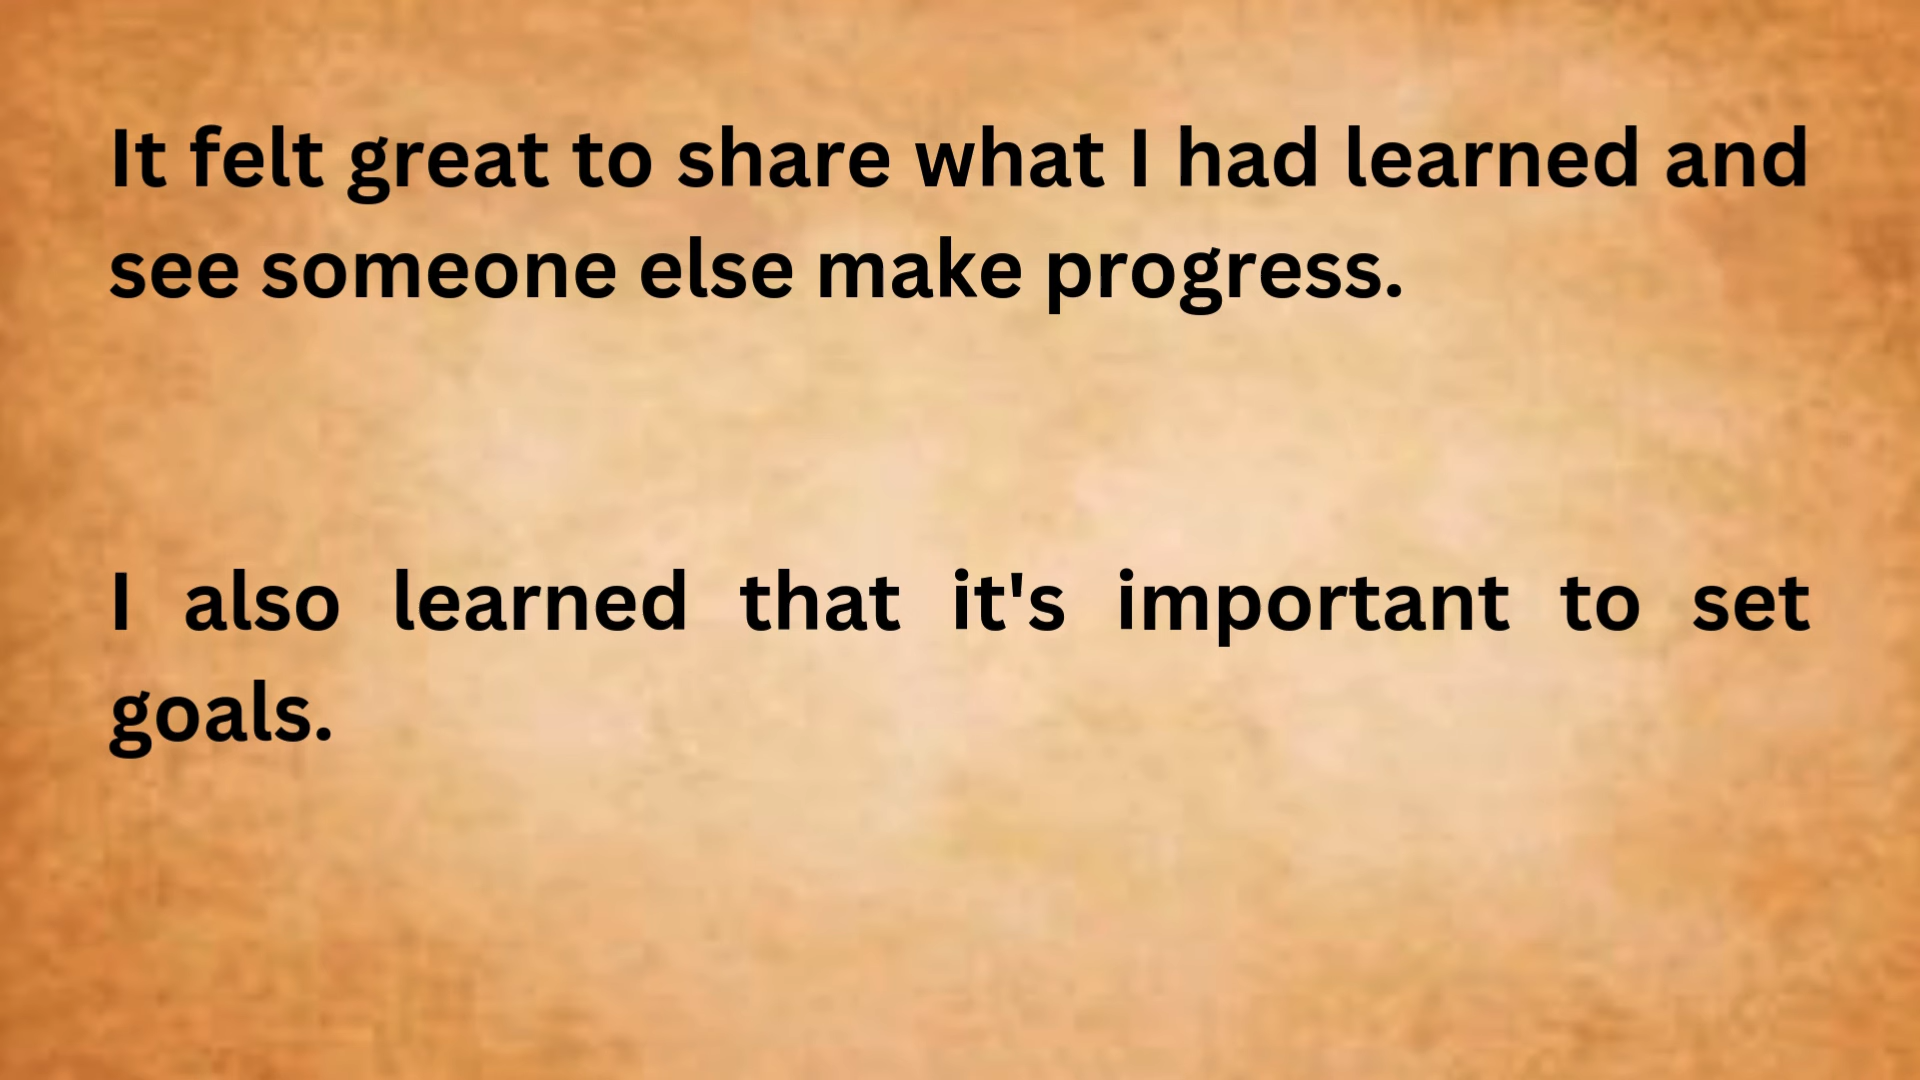 It felt great to share what I had learned and
see someone else make progress.
I also learned that it's important to set
goals.